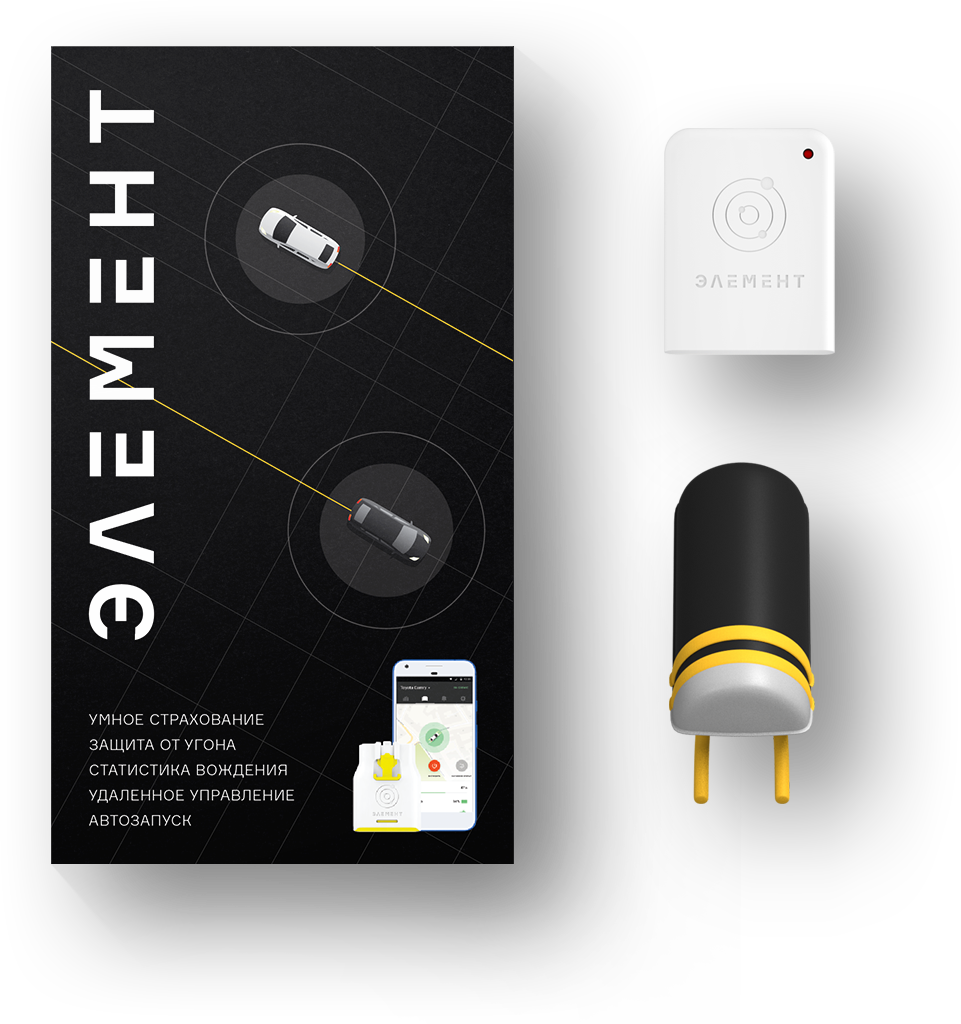 ЭЛЕМЕНТ
УМНОЕ СТРАХОВАНИЕ
ЗАЩИТА ОТ УГОНА
СТАТИСТИКА ВОЖДЕНИЯ
УДАЛЕННОЕ УПРАВЛЕНИЕ
АВТОЗАПУСК
Toyota Camry
ЭЛЕМЕНТ
ЭЛЕМЕНТ